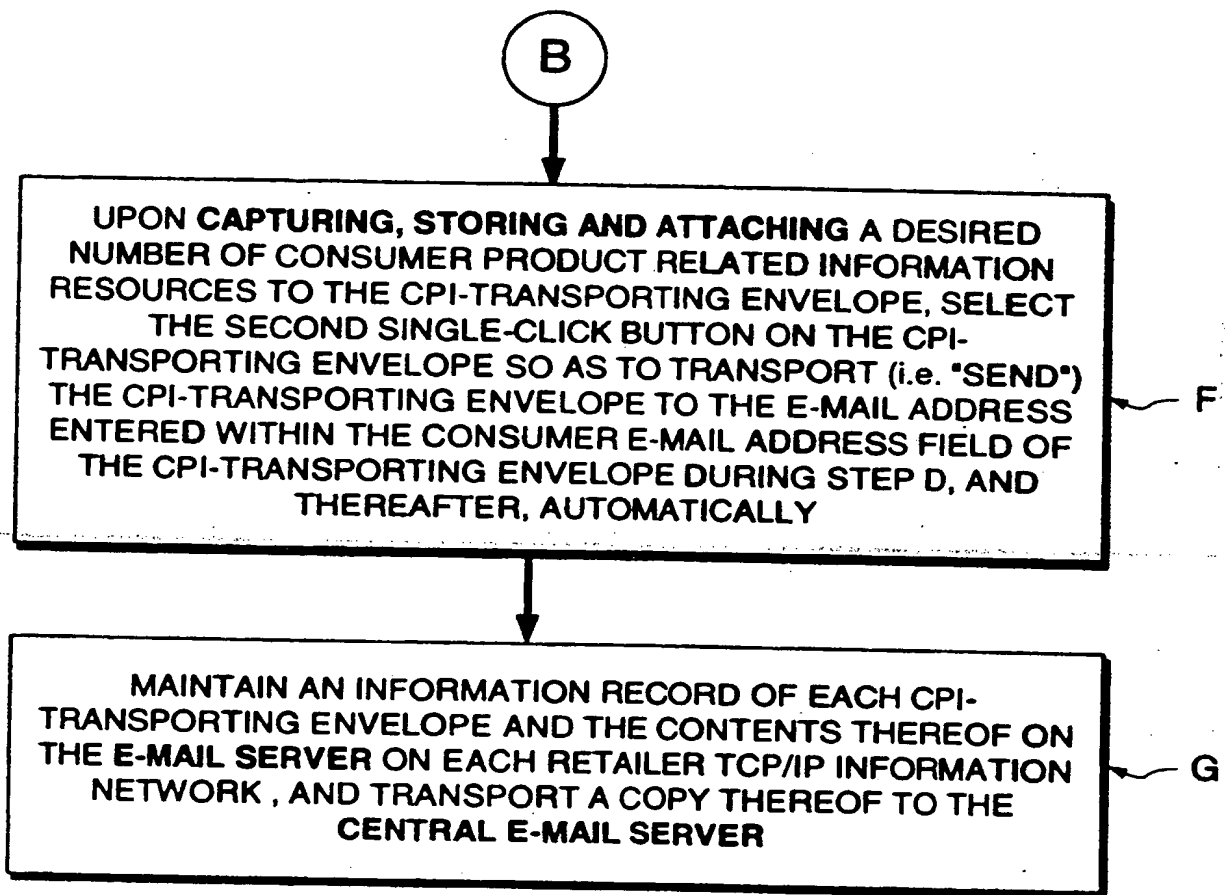 B
UPON CAPTURING, STORING AND ATTACHING A DESIRED
NUMBER OF CONSUMER PRODUCT RELATED INFORMATION
RESOURCES TO THE CPI-TRANSPORTING ENVELOPE, SELECT
THE SECOND SINGLE-CLICK BUTTON ON THE CPI-
TRANSPORTING ENVELOPE SO AS TO TRANSPORT (i.e. "SEND")
THE CPI-TRANSPORTING ENVELOPE TO THE E-MAIL ADDRESS
ENTERED WITHIN THE CONSUMER E-MAIL ADDRESS FIELD OF
THE CPI-TRANSPORTING ENVELOPE DURING STEP D, AND
THEREAFTER, AUTOMATICALLY
F
MAINTAIN AN INFORMATION RECORD OF EACH CPI-
TRANSPORTING ENVELOPE AND THE CONTENTS THEREOF ON
THE E-MAIL SERVER ON EACH RETAILER TCP/IP INFORMATION
NETWORK , AND TRANSPORT A COPY THEREOF TO THE
CENTRAL E-MAIL SERVER
G